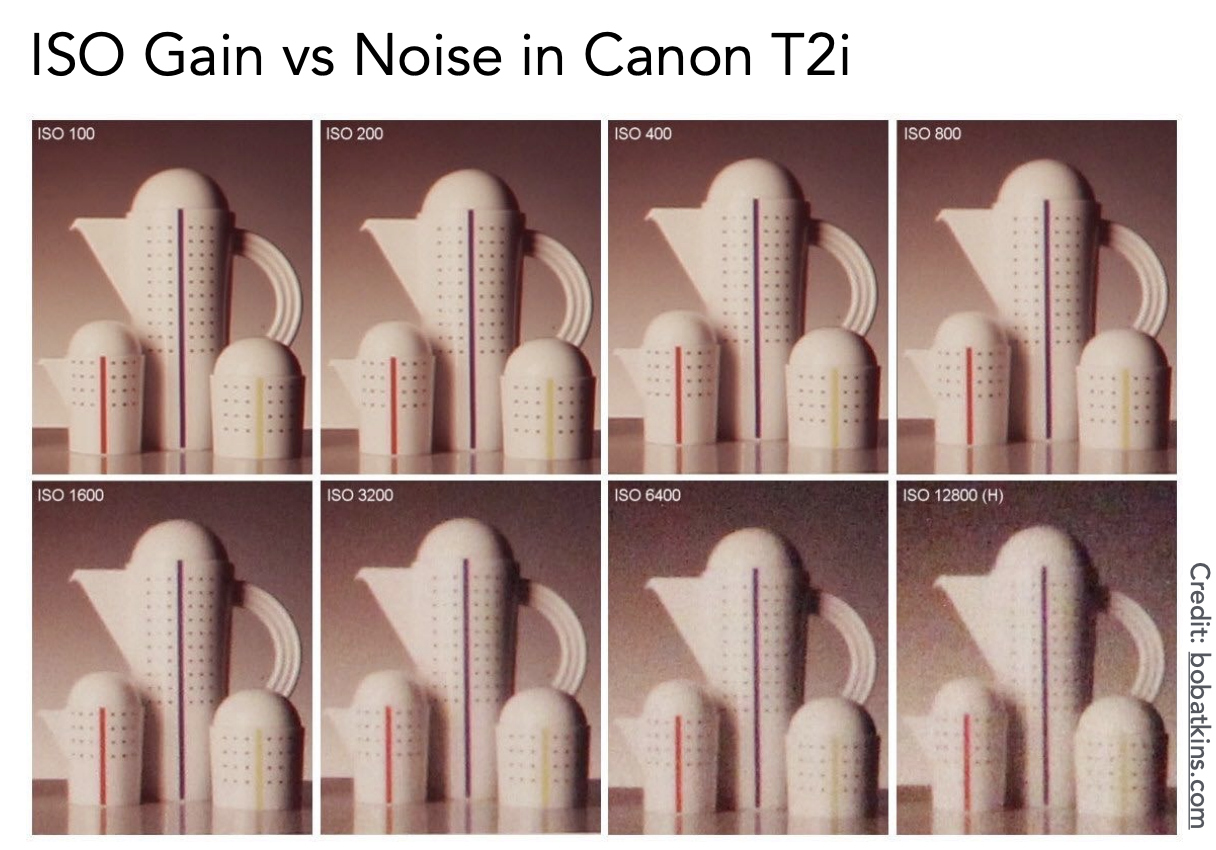 ISO Gain vs Noise in Canon T2i
ISO 100
ISO 200
ISO 400
ISO 800
ISO 1600
ISO 3200
ISO 6400
ISO 12800 (H)
Credit: bobatkins.com